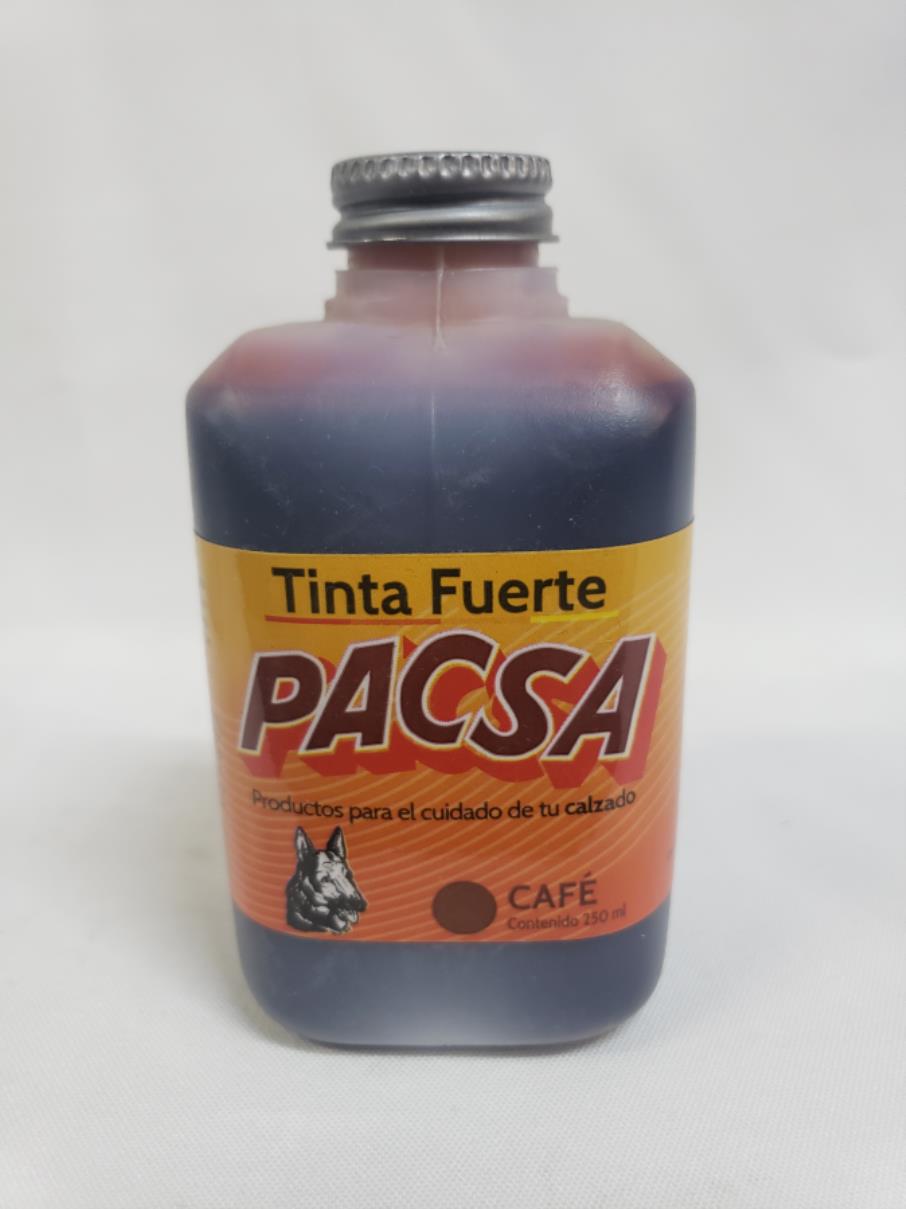 Tinta Fuerte
PACSA
Productos para el cuidado de tu calzado
CAFÉ
Contenido 250 ml